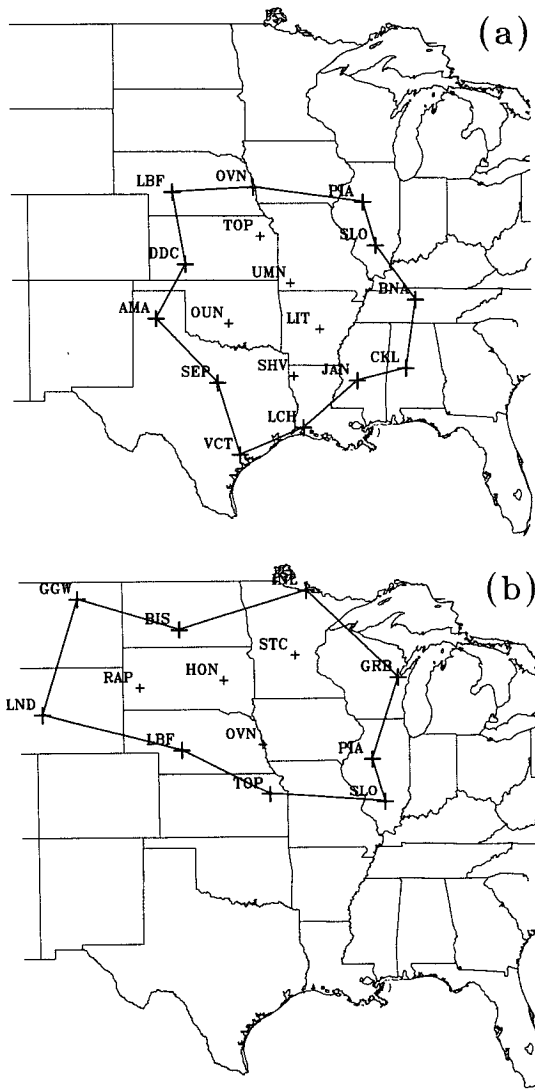 (a)
OVN
LBF
PIA
TOP
SLO
DDC
UMN
BNA
AMA
OUN
LIT
CKL
SHV
JAN
SEP
LCH
VCT
(b)
INL
GGW
BIS
STC
GRB
HON
RAP
LND
OVN
LBF
PIA
TOP
SLO